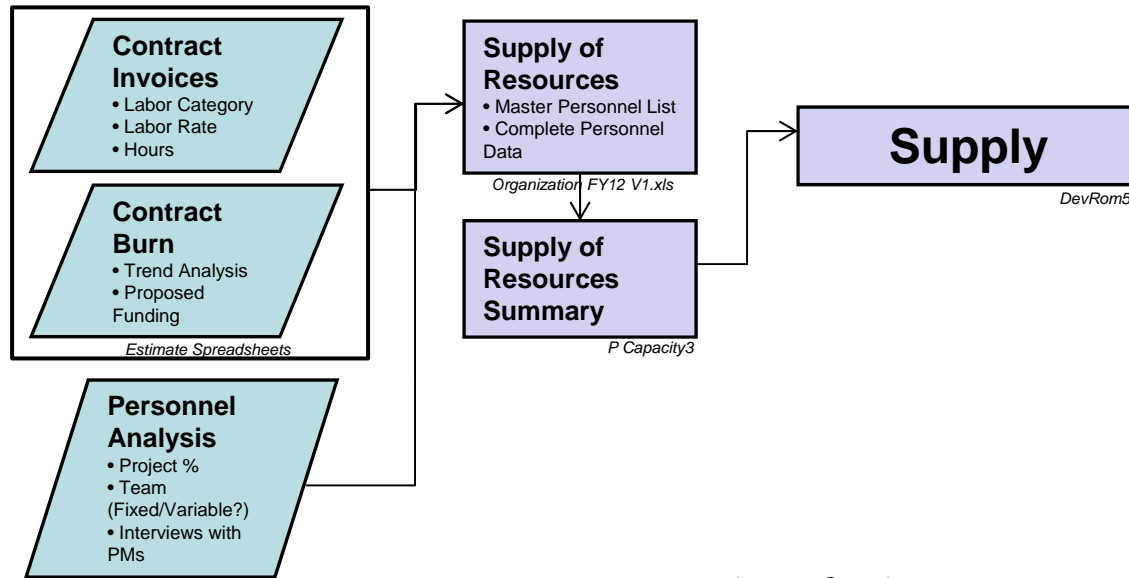 Contract
Invoices
• Labor Category
• Labor Rate
• Hours
Contract
Burn
• Trend Analysis
• Proposed
Funding
Estimate Spreadsheets
Personnel
Analysis
• Project %
• Team
(Fixed/Variable?)
• Interviews with
PMs
Supply of
Resources
• Master Personnel List
• Complete Personnel
Data
Organization FY12 V1.xls
Supply of
Resources
Summary
P Capacity3
Supply
DevRom5